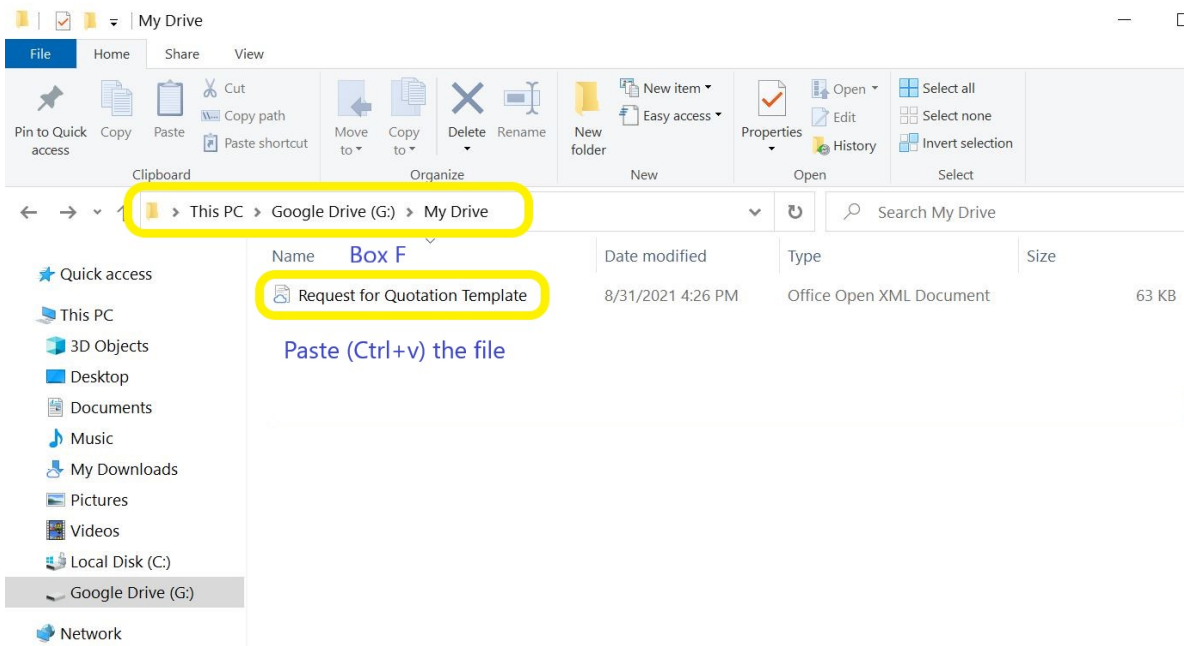 My Drive
File Home Share View
Pin to Quick access
Copy
Paste
Cut
Copy path
Paste shortcut
Clipboard
Move to
Copy to
Delete
Rename
Organize
New folder
New item
Easy access
New
Properties
Open
Edit
History
Open
Select all
Select none
Invert selection
Select
This PC > Google Drive (G:) > My Drive
Search My Drive
Name Box F Date modified Type Size
Request for Quotation Template 8/31/2021 4:26 PM Office Open XML Document 63 KB
Paste (Ctrl+v) the file
Quick access
This PC
3D Objects
Desktop
Documents
Music
My Downloads
Pictures
Videos
Local Disk (C:)
Google Drive (G:)
Network